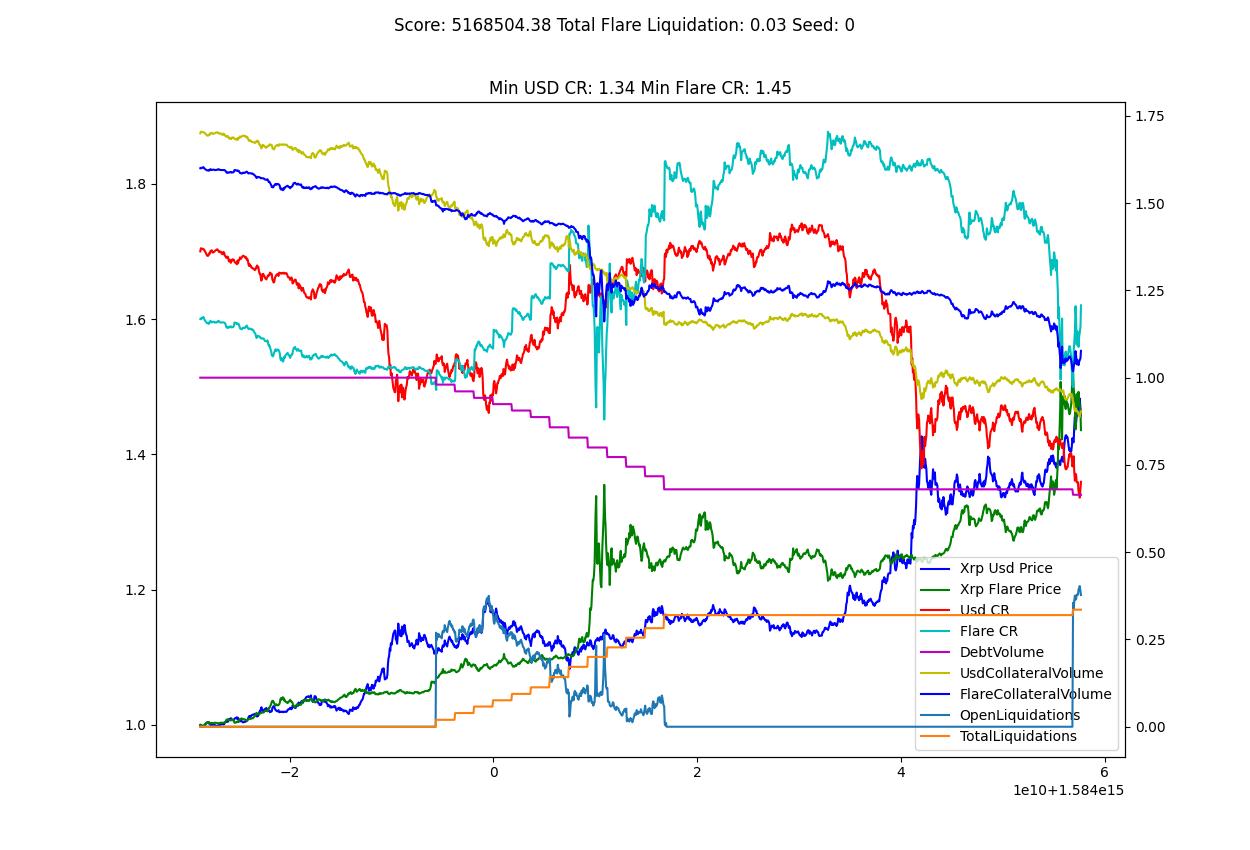 Score: 5168504.38 Total Flare Liquidation: 0.03 Seed: 0
Min USD CR: 1.34 Min Flare CR: 1.45
1.8
1.6
1.4
1.2
1.0
1.75
1.50
1.25
1.00
0.75
0.50
0.25
0.00
Xrp Usd Price
Xrp Flare Price
Usd CR
Flare CR
DebtVolume
UsdCollateralVolume
FlareCollateralVolume
OpenLiquidations
TotalLiquidations
−2 0 2 4 6
1e10+1.584e15